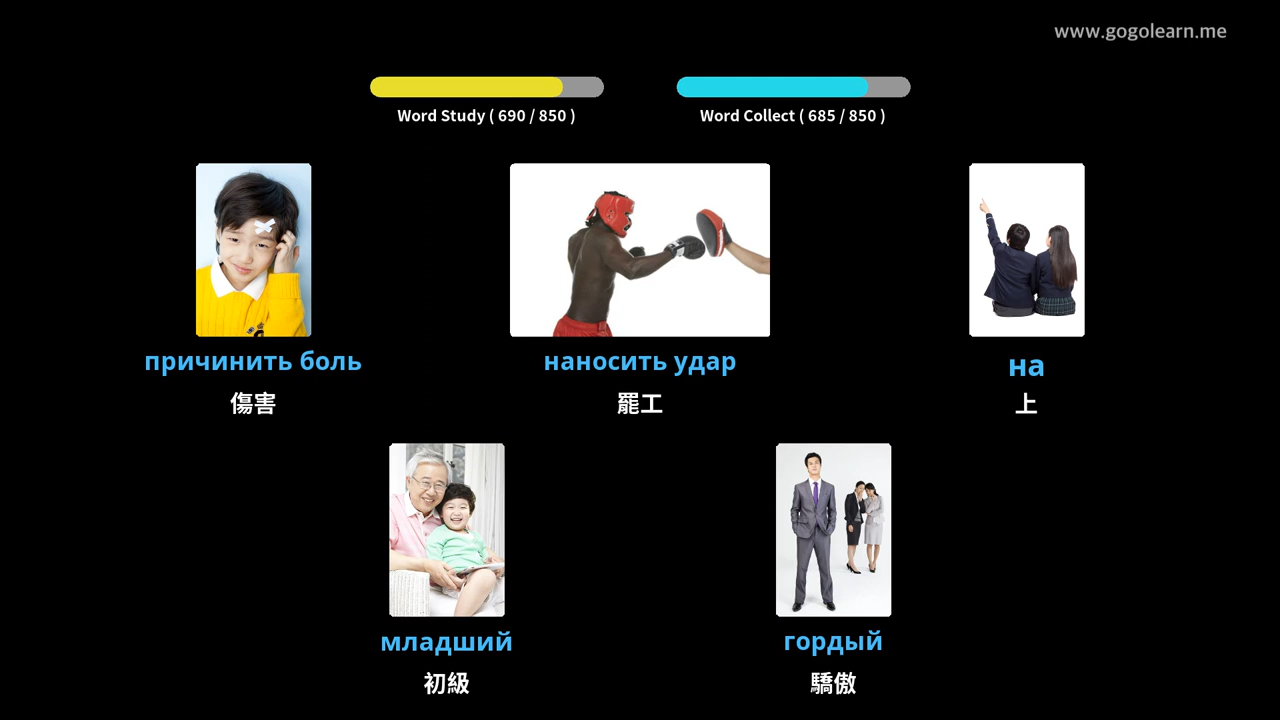 www.gogolearn.me
Word Study ( 690 / 850 )
Word Collect ( 685 / 850 )
причинить боль
傷害
наносить удар
罷工
на
上
младший
初級
гордый
驕傲